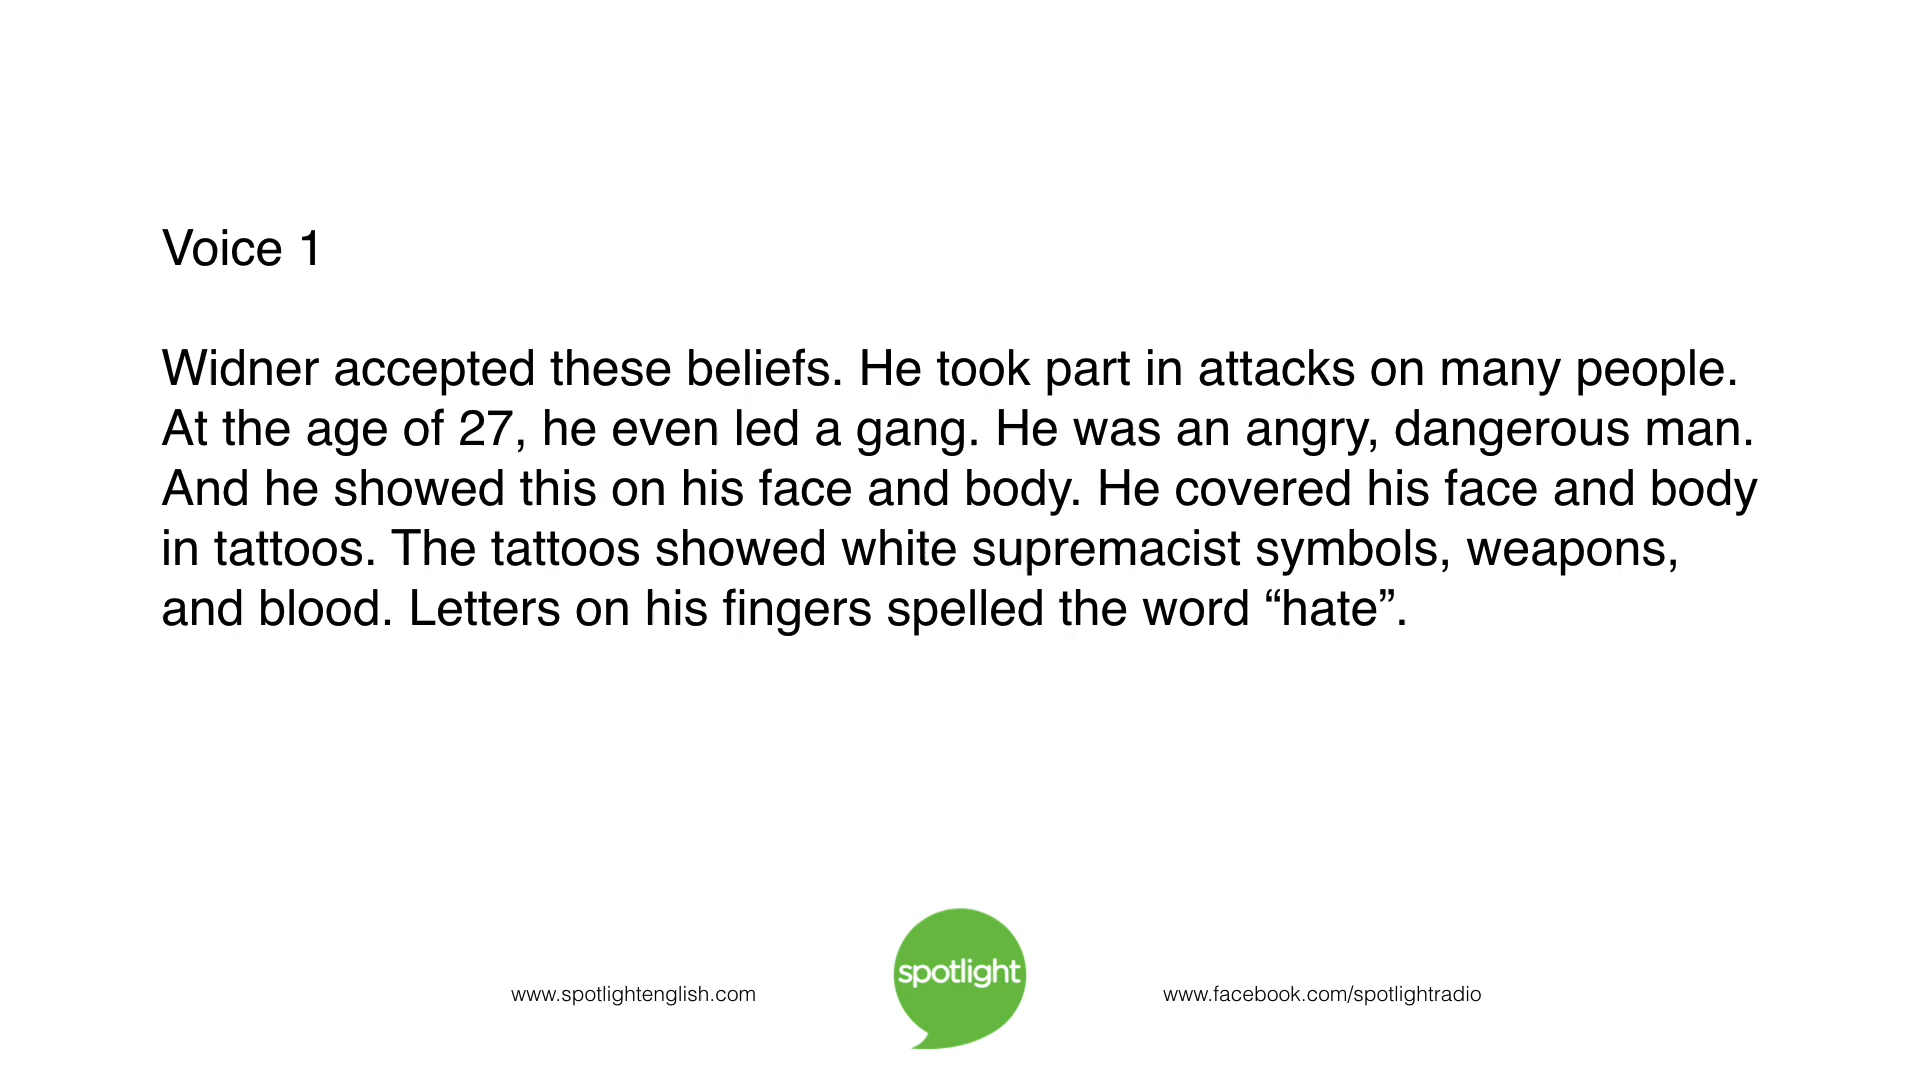 Voice 1
Widner accepted these beliefs. He took part in attacks on many people.
At the age of 27, he even led a gang. He was an angry, dangerous man.
And he showed this on his face and body. He covered his face and body
in tattoos. The tattoos showed white supremacist symbols, weapons,
and blood. Letters on his fingers spelled the word “hate”.
spotlight
www.spotlightenglish.com
www.facebook.com/spotlightradio